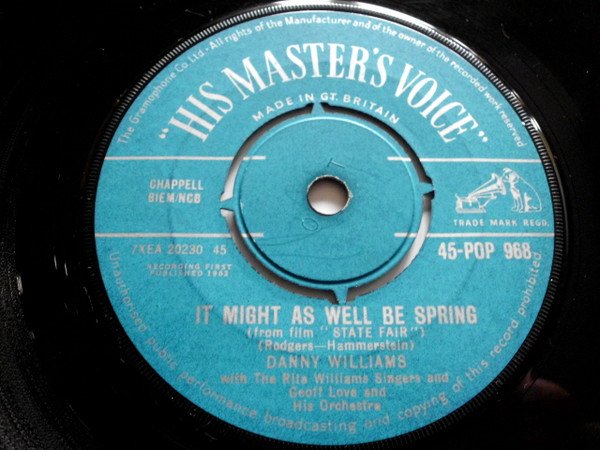 The Gramophone Co Ltd · All rights of the Manufacturer and of the owner of the recorded work reserved
"HIS MASTER'S VOICE"
MADE IN GT. BRITAIN
CHAPPELL
BIEM/NCB
TRADE MARK REGD.
7XEA 20230 45
45-POP 968
RECORDING FIRST
PUBLISHED 1962
IT MIGHT AS WELL BE SPRING
(from film "STATE FAIR")
(Rodgers—Hammerstein)
DANNY WILLIAMS
with The Rita Williams Singers and
Geoff Love and
His Orchestra
Unauthorised public performance broadcasting and copying of this record prohibited